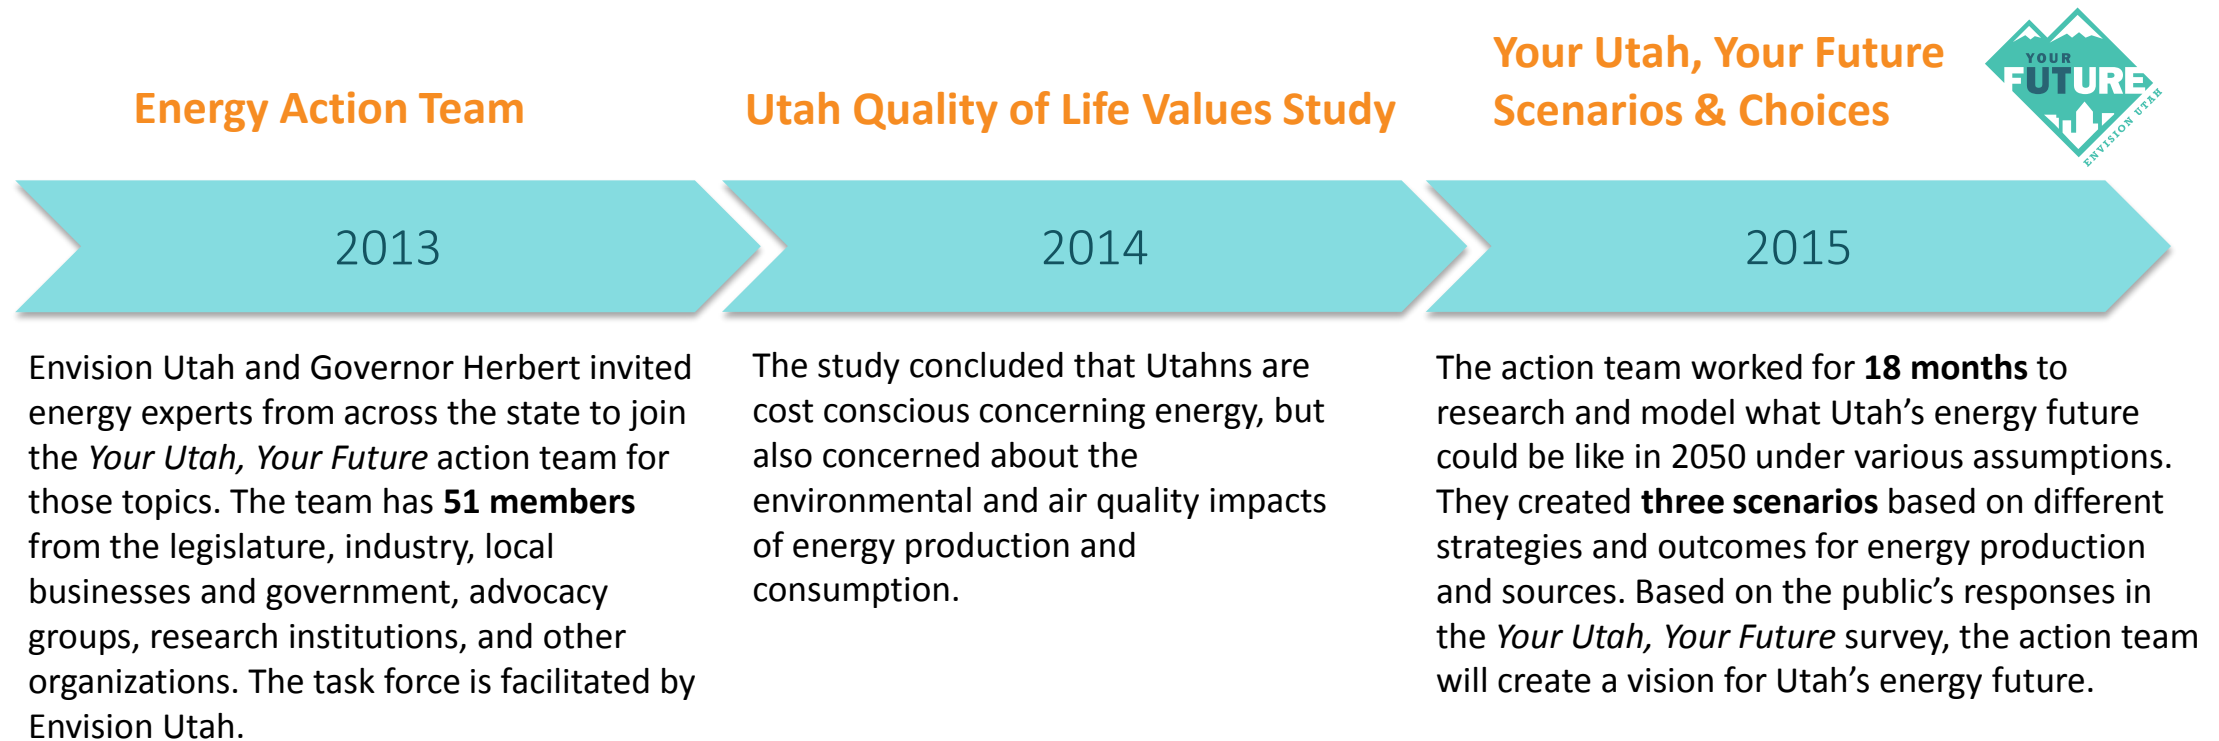 Energy Action Team
2013
Envision Utah and Governor Herbert invited
energy experts from across the state to join
the Your Utah, Your Future action team for
those topics. The team has 51 members
from the legislature, industry, local
businesses and government, advocacy
groups, research institutions, and other
organizations. The task force is facilitated by
Envision Utah.
Utah Quality of Life Values Study
2014
The study concluded that Utahns are
cost conscious concerning energy, but
also concerned about the
environmental and air quality impacts
of energy production and
consumption.
Your Utah, Your Future
Scenarios & Choices
YOUR
FUTURE
ENVISION UTAH
2015
The action team worked for 18 months to
research and model what Utah’s energy future
could be like in 2050 under various assumptions.
They created three scenarios based on different
strategies and outcomes for energy production
and sources. Based on the public’s responses in
the Your Utah, Your Future survey, the action team
will create a vision for Utah’s energy future.